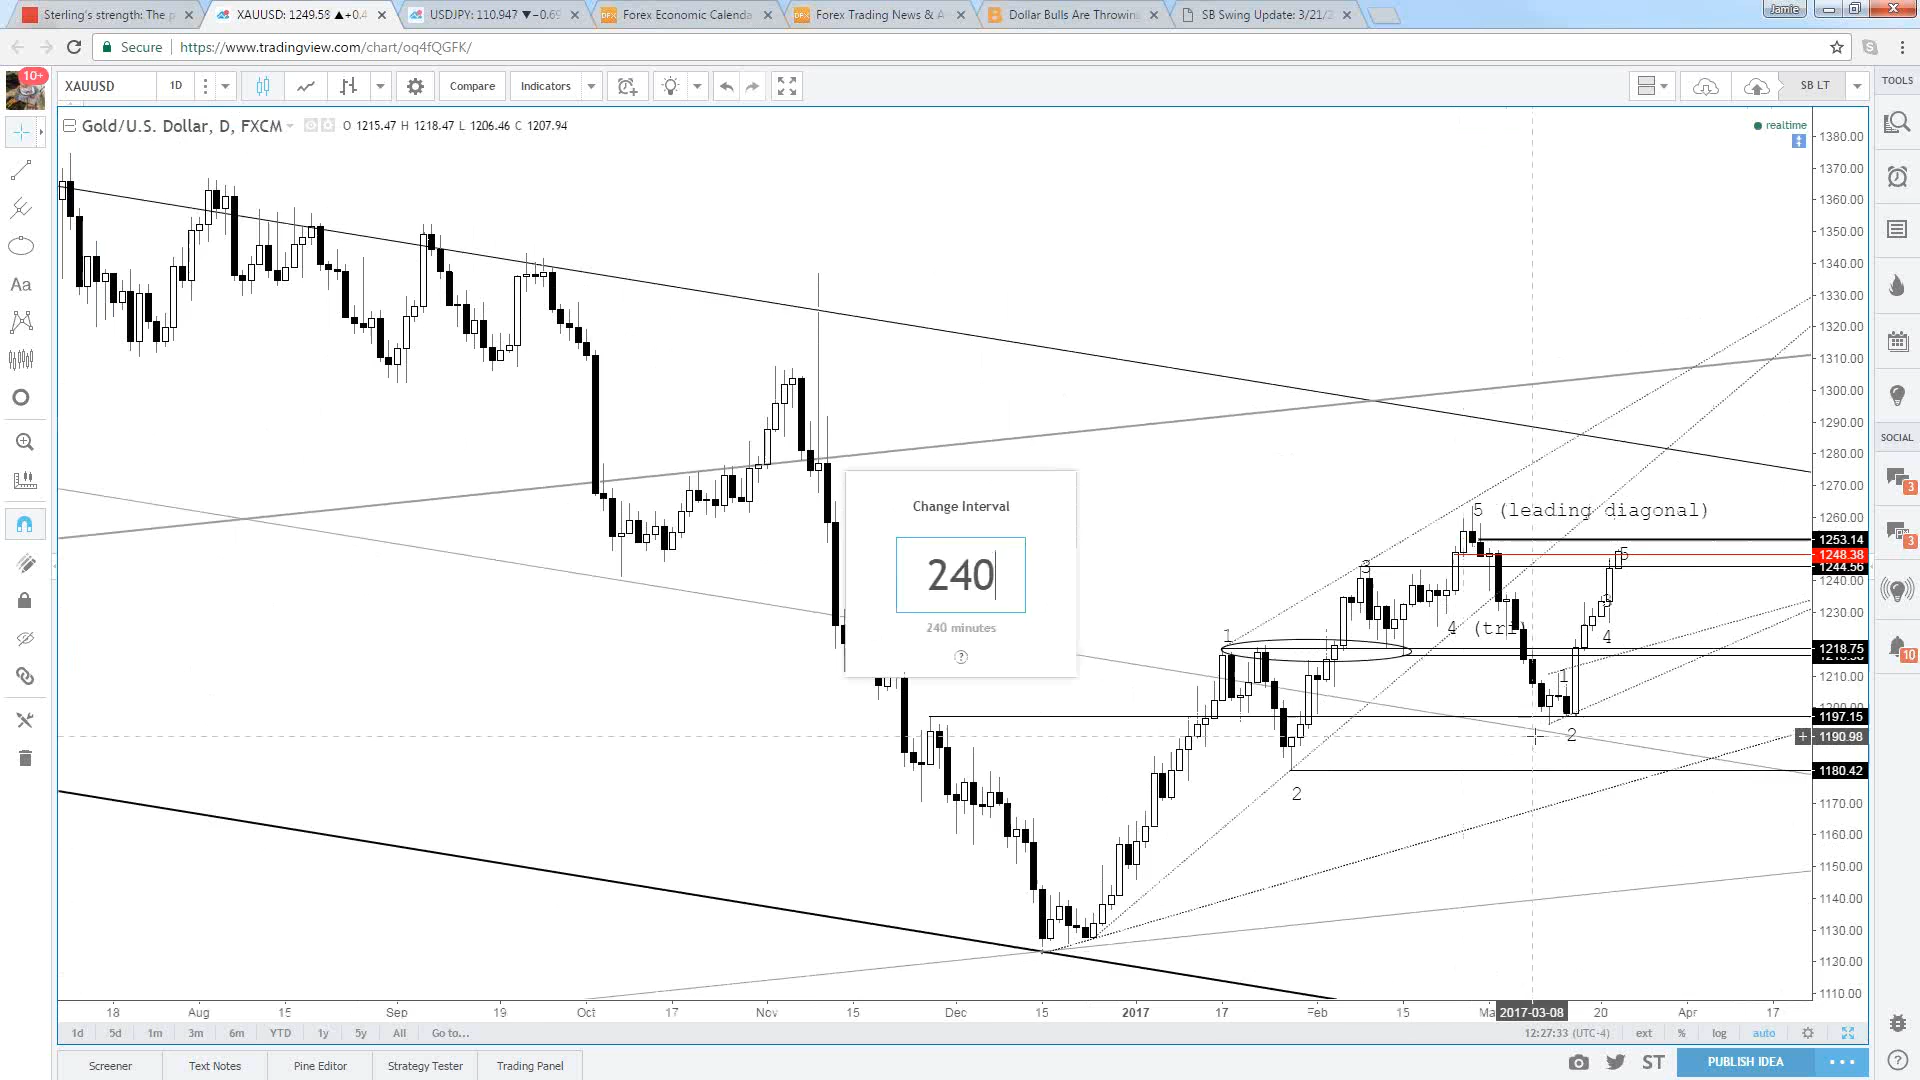 Sterling's strength: The p
XAUUSD: 1249.58 ▲+0.4
USDJPY: 110.947 ▼−0.69
Forex Economic Calenda
Forex Trading News & A
Dollar Bulls Are Throwin
SB Swing Update: 3/21/2
Jamie
Secure
https://www.tradingview.com/chart/oq4fQGFK/
10+
XAUUSD
1D
Compare
Indicators
SB LT
TOOLS
Gold/U.S. Dollar, D, FXCM
O 1215.47 H 1218.47 L 1206.46 C 1207.94
realtime
1380.00
1370.00
1360.00
1350.00
1340.00
1330.00
1320.00
1310.00
1300.00
1290.00
1280.00
1270.00
1260.00
1253.14
1248.38
1244.56
1240.00
1230.00
1218.75
1210.00
1197.15
1190.98
1180.42
1170.00
1160.00
1150.00
1140.00
1130.00
1120.00
1110.00
SOCIAL
3
3
10
Change Interval
240
240 minutes
?
5 (leading diagonal)
3
5
3
4 (tri)
4
1
1
2
2
18 Aug 15 Sep 19 Oct 17 Nov 15 Dec 15 2017 17 Feb 15 Ma 2017-03-08 20 Apr 17
1d 5d 1m 3m 6m YTD 1y 5y All Go to...
12:27:33 (UTC-4) ext % log auto
Screener
Text Notes
Pine Editor
Strategy Tester
Trading Panel
ST
PUBLISH IDEA